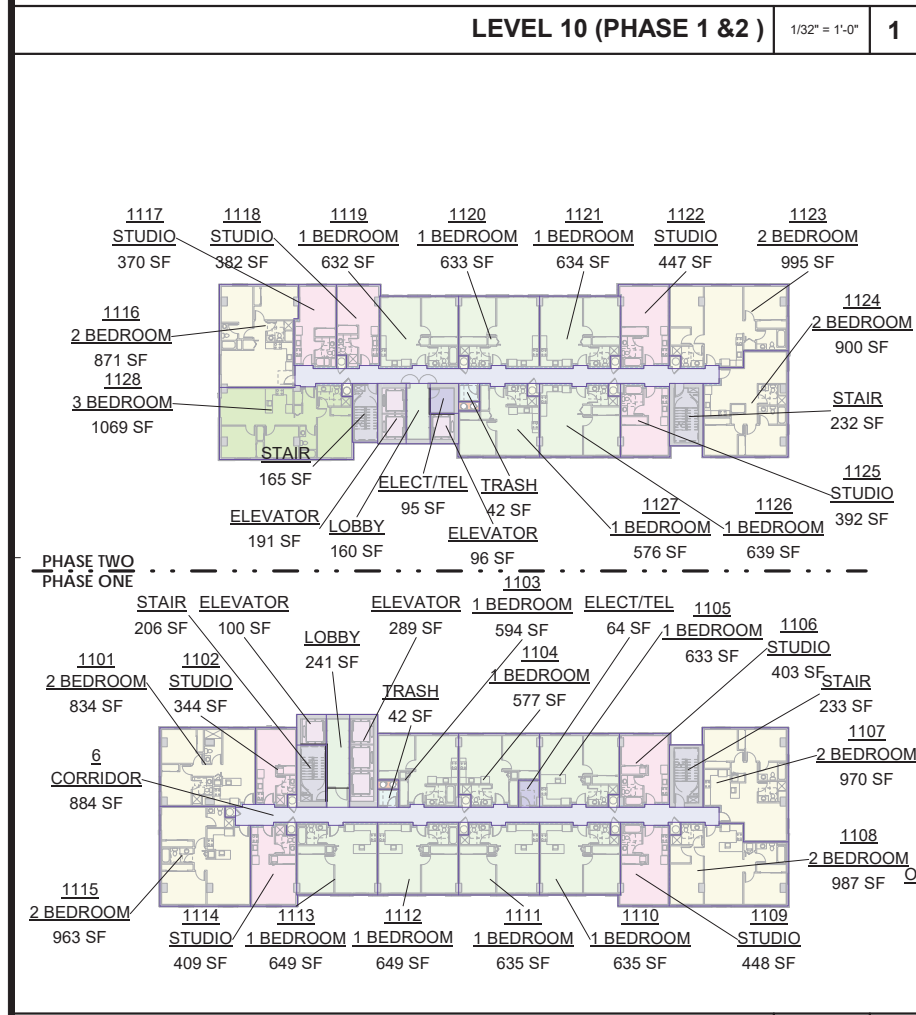 LEVEL 10 (PHASE 1 &2 )
1/32" = 1'-0"
1
1117
STUDIO
370 SF
1118
STUDIO
382 SF
1119
1 BEDROOM
632 SF
1120
1 BEDROOM
633 SF
1121
1 BEDROOM
634 SF
1122
STUDIO
447 SF
1123
2 BEDROOM
995 SF
1116
2 BEDROOM
871 SF
1124
2 BEDROOM
900 SF
1128
3 BEDROOM
1069 SF
STAIR
232 SF
STAIR
165 SF
ELEVATOR
191 SF
LOBBY
160 SF
ELECT/TEL
95 SF
TRASH
42 SF
ELEVATOR
96 SF
1127
1 BEDROOM
576 SF
1126
1 BEDROOM
639 SF
1125
STUDIO
392 SF
PHASE TWO
PHASE ONE
STAIR
206 SF
ELEVATOR
100 SF
LOBBY
241 SF
ELEVATOR
289 SF
TRASH
42 SF
1103
1 BEDROOM
594 SF
1104
1 BEDROOM
577 SF
ELECT/TEL
64 SF
1105
1 BEDROOM
633 SF
1106
STUDIO
403 SF
STAIR
233 SF
1101
2 BEDROOM
834 SF
1102
STUDIO
344 SF
1107
2 BEDROOM
970 SF
6
CORRIDOR
884 SF
1108
2 BEDROOM
987 SF
O
1115
2 BEDROOM
963 SF
1114
STUDIO
409 SF
1113
1 BEDROOM
649 SF
1112
1 BEDROOM
649 SF
1111
1 BEDROOM
635 SF
1110
1 BEDROOM
635 SF
1109
STUDIO
448 SF